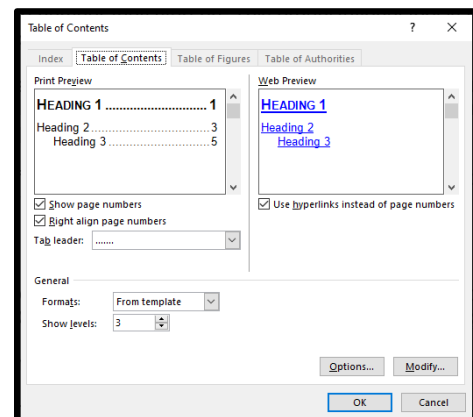 Table of Contents ? X
Index Table of Contents Table of Figures Table of Authorities
Print Preview
HEADING 1 ............................ 1
Heading 2 ................................ 3
Heading 3 ........................... 5
Web Preview
HEADING 1
Heading 2
Heading 3
Show page numbers
Right align page numbers
Tab leader: .......
Use hyperlinks instead of page numbers
General
Formats: From template
Show levels: 3
Options... Modify...
OK Cancel